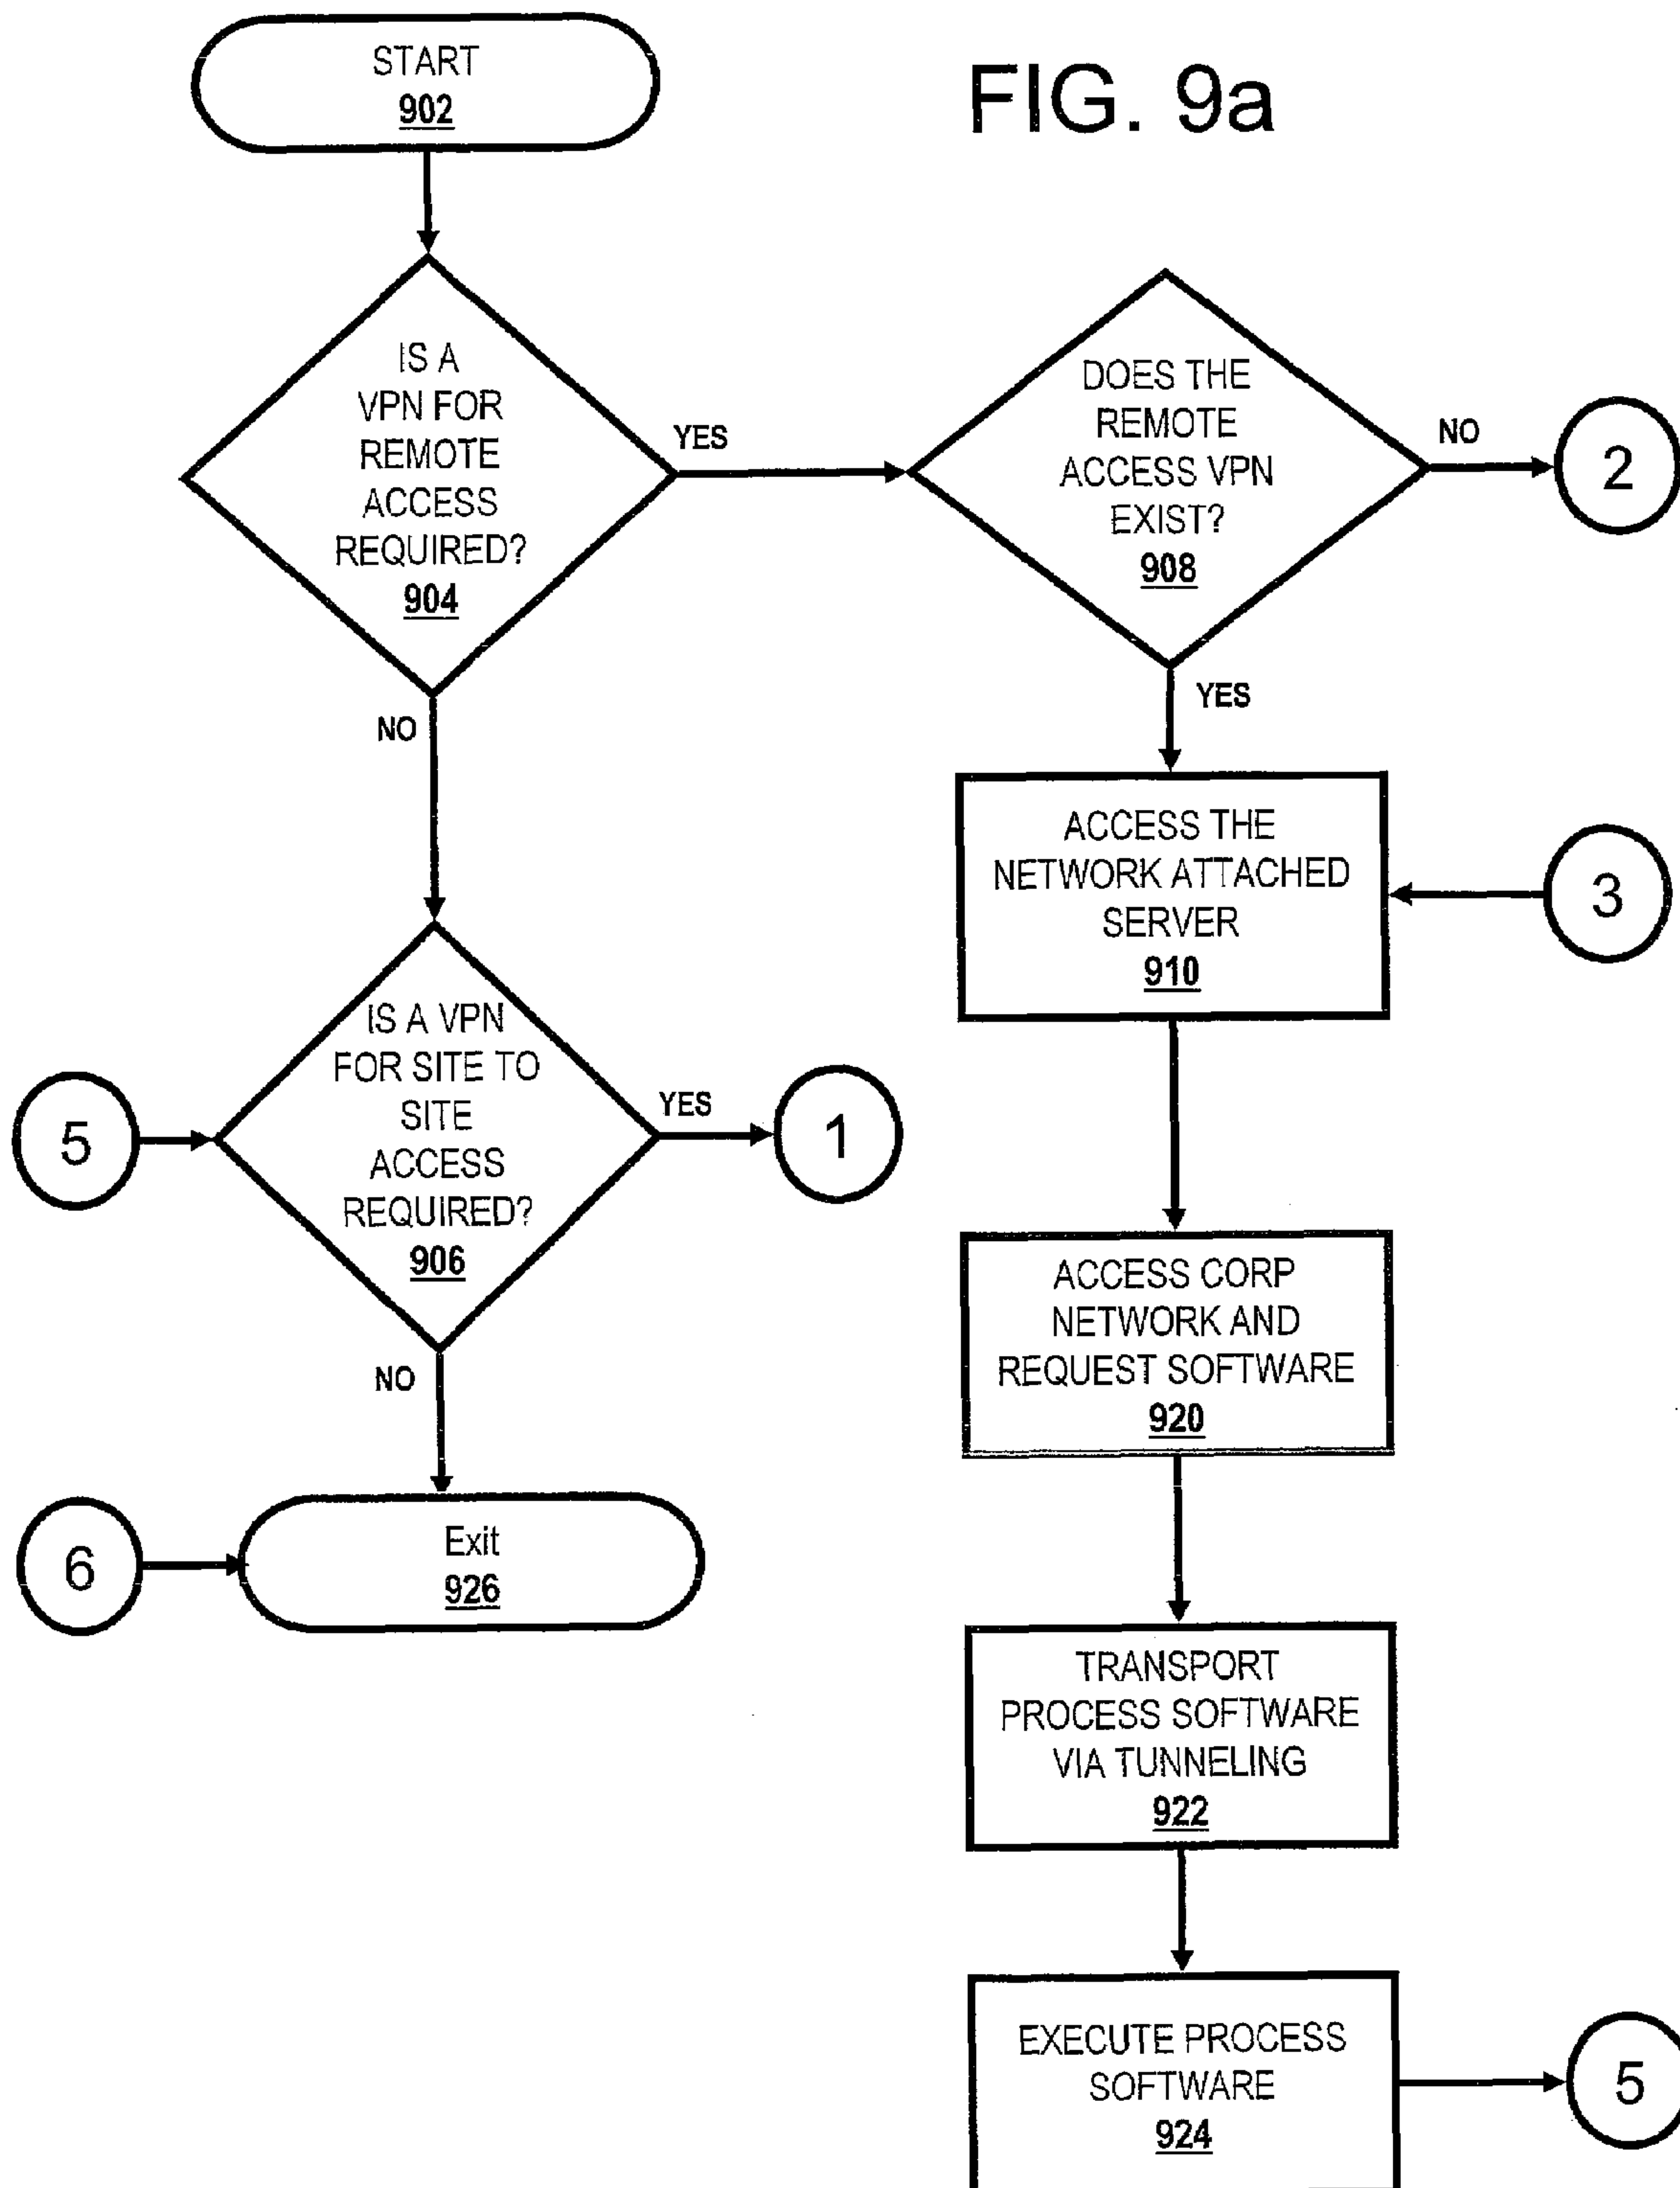 FIG. 9a
START
902
IS A
VPN FOR
REMOTE
ACCESS
REQUIRED?
904
YES
NO
DOES THE
REMOTE
ACCESS VPN
EXIST?
908
NO
2
YES
ACCESS THE
NETWORK ATTACHED
SERVER
910
3
5
IS A VPN
FOR SITE TO
SITE
ACCESS
REQUIRED?
906
YES
1
NO
6
Exit
926
ACCESS CORP
NETWORK AND
REQUEST SOFTWARE
920
TRANSPORT
PROCESS SOFTWARE
VIA TUNNELING
922
EXECUTE PROCESS
SOFTWARE
924
5